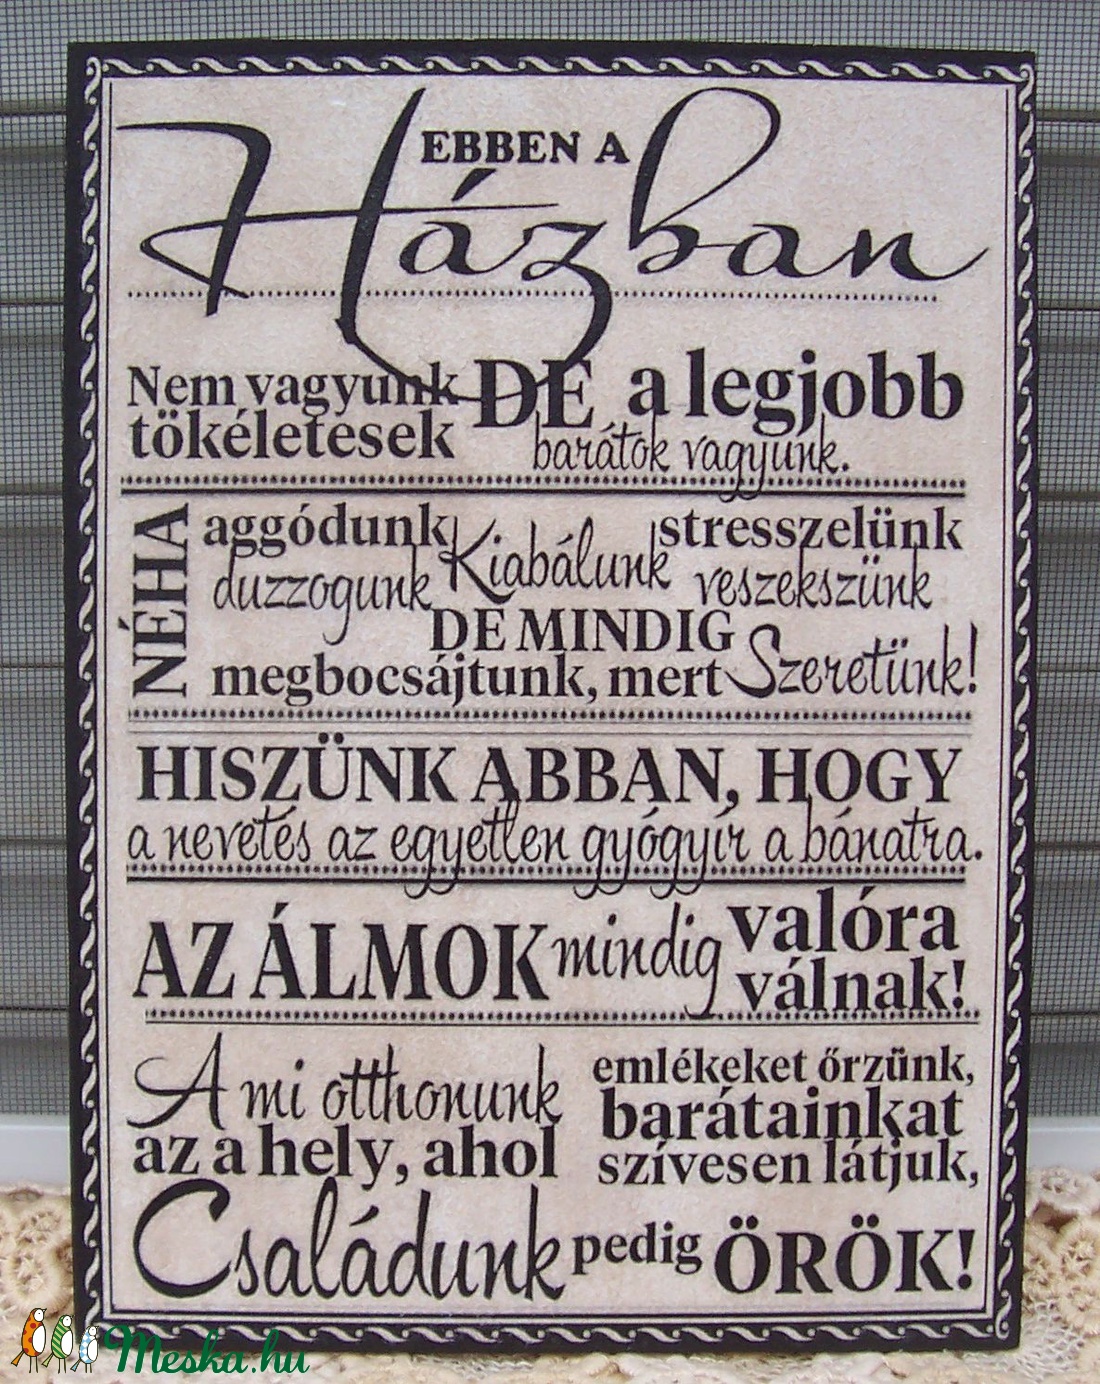 EBBEN A
Házban
Nem vagyunk DE a legjobb
tökéletesek barátok vagyunk.
NÉHA
aggódunk Kiabálunk stresszelünk
duzzogunk veszekszünk
DE MINDIG
megbocsájtunk, mert Szeretünk!
HISZÜNK ABBAN, HOGY
a nevetés az egyetlen gyógyír a bánatra.
AZ ÁLMOK mindig valóra
válnak!
A mi otthonunk
az a hely, ahol
emlékeket őrzünk,
barátainkat
szívesen látjuk,
Családunk pedig ÖRÖK!
Meska.hu